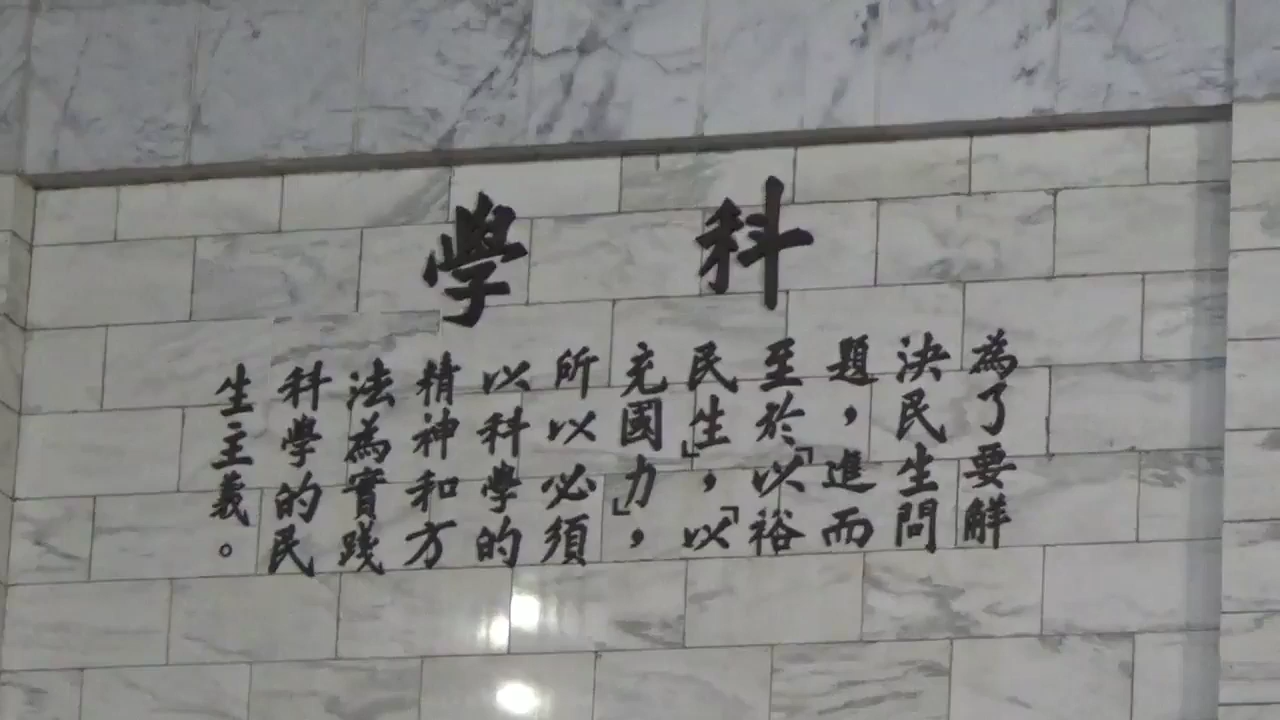 科學
為了要解
決民生問
題，進而
至於「以裕
民生」，「以
充國力」，
所以必須
以科學的
精神和方
法為實踐
科學的民
生主義。